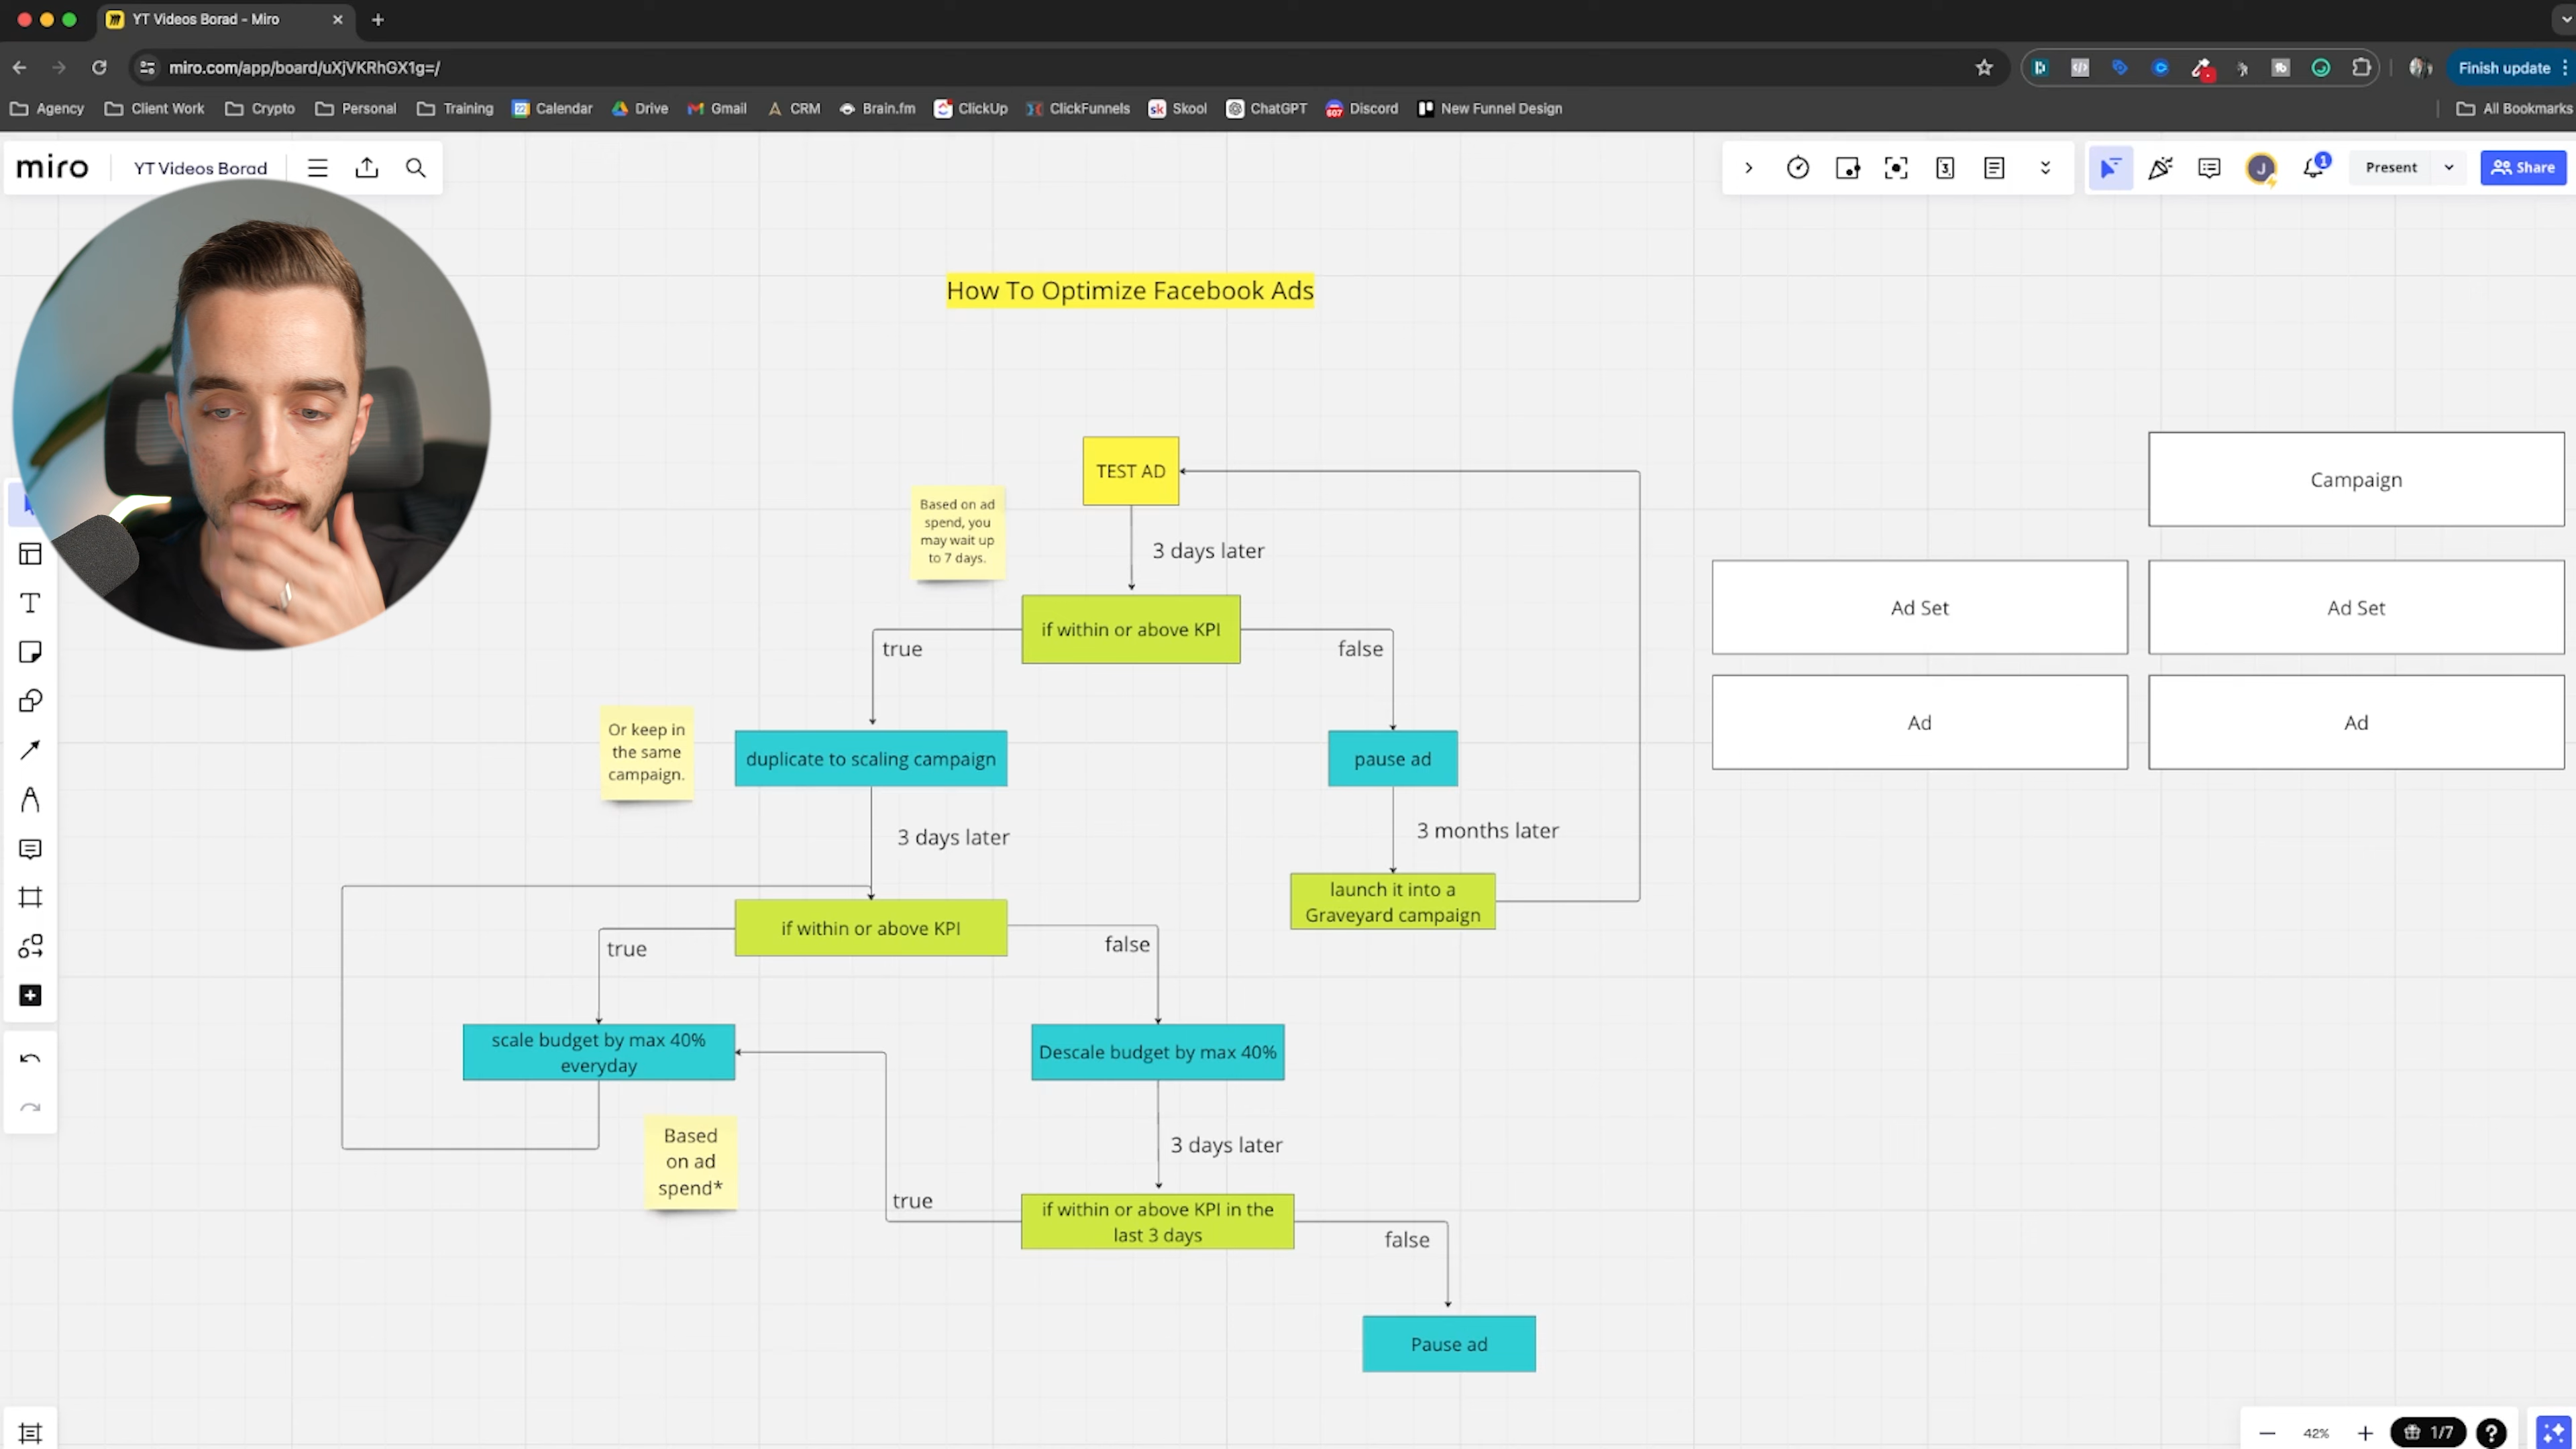 YT Videos Borad - Miro
miro.com/app/board/uXjVKRhGX1g=/
Finish update
Agency
Client Work
Crypto
Personal
Training
Calendar
Drive
Gmail
CRM
Brain.fm
ClickUp
ClickFunnels
Skool
ChatGPT
Discord
New Funnel Design
All Bookmarks
miro
YT Videos Borad
J
1
Present
Share
How To Optimize Facebook Ads
TEST AD
Based on ad
spend, you
may wait up
to 7 days.
3 days later
if within or above KPI
true
false
Or keep in
the same
campaign.
duplicate to scaling campaign
pause ad
3 days later
3 months later
launch it into a
Graveyard campaign
if within or above KPI
true
false
scale budget by max 40%
everyday
Descale budget by max 40%
Based
on ad
spend*
3 days later
true
if within or above KPI in the
last 3 days
false
Pause ad
Campaign
Ad Set
Ad Set
Ad
Ad
42%
1/7